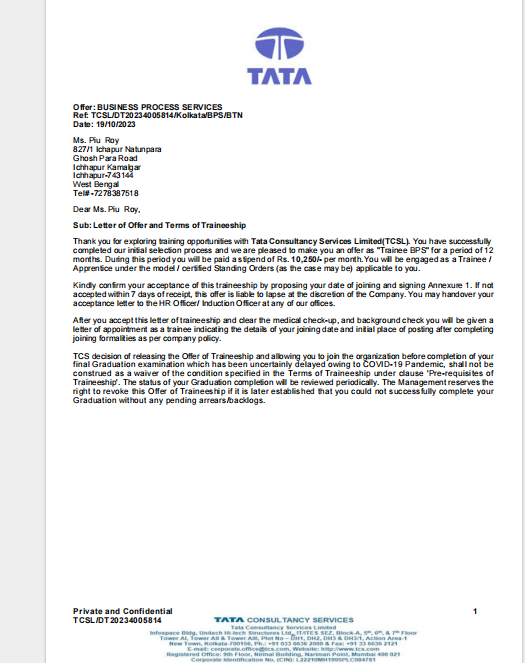 TATA
Offer: BUSINESS PROCESS SERVICES
Ref: TCSL/DT20234005814/Kolkata/BPS/BTN
Date: 19/10/2023
Ms. Piu Roy
827/1 Ichapur Natunpara
Ghosh Para Road
Ichhapur Kamalgar
Ichhapur-743144
West Bengal
Tel# -7278387518
Dear Ms. Piu Roy,
Sub: Letter of Offer and Terms of Traineeship
Thank you for exploring training opportunities with Tata Consultancy Services Limited(TCSL). You have successfully
completed our initial selection process and we are pleased to make you an offer as "Trainee BPS" for a period of 12
months. During this period you will be paid a stipend of Rs. 10,250/- per month.You will be engaged as a Trainee /
Apprentice under the model / certified Standing Orders (as the case may be) applicable to you.
Kindly confirm your acceptance of this traineeship by proposing your date of joining and signing Annexure 1. If not
accepted within 7 days of receipt, this offer is liable to lapse at the discretion of the Company. You may handover your
acceptance letter to the HR Officer/ Induction Officer at any of our offices.
After you accept this letter of traineeship and clear the medical check-up, and background check you will be given a
letter of appointment as a trainee indicating the details of your joining date and initial place of posting after completing
joining formalities as per company policy.
TCS decision of releasing the Offer of Traineeship and allowing you to join the organization before completion of your
final Graduation examination which has been uncertainly delayed owing to COVID-19 Pandemic, shall not be
construed as a waiver of the condition specified in the Terms of Traineeship under clause 'Pre-requisites of
Traineeship'. The status of your Graduation completion will be reviewed periodically. The Management reserves the
right to revoke this Offer of Traineeship if it is later established that you could not successfully complete your
Graduation without any pending arrears/backlogs.
Private and Confidential 1
TCSL/DT20234005814
TATA CONSULTANCY SERVICES
Tata Consultancy Services Limited
Infospace Bldg, Unitech Hi-tech Structures Ltd., IT/ITES SEZ, Block-A, 5th, 6th, & 7th Floor
Tower AI, Tower AII & Tower AIII, Plot No – DH1, DH2, DH3 & DH3/1, Action Area-1
New Town, Kolkata-700156, Ph.: +91 033 6636 2000 & Fax: +91 33 6636 2121
E-mail: corporate.office@tcs.com, Website: http://www.tcs.com
Registered Office: 9th Floor, Nirmal Building, Nariman Point, Mumbai 400 021
Corporate Identification No. (CIN): L22210MH1995PLC084781